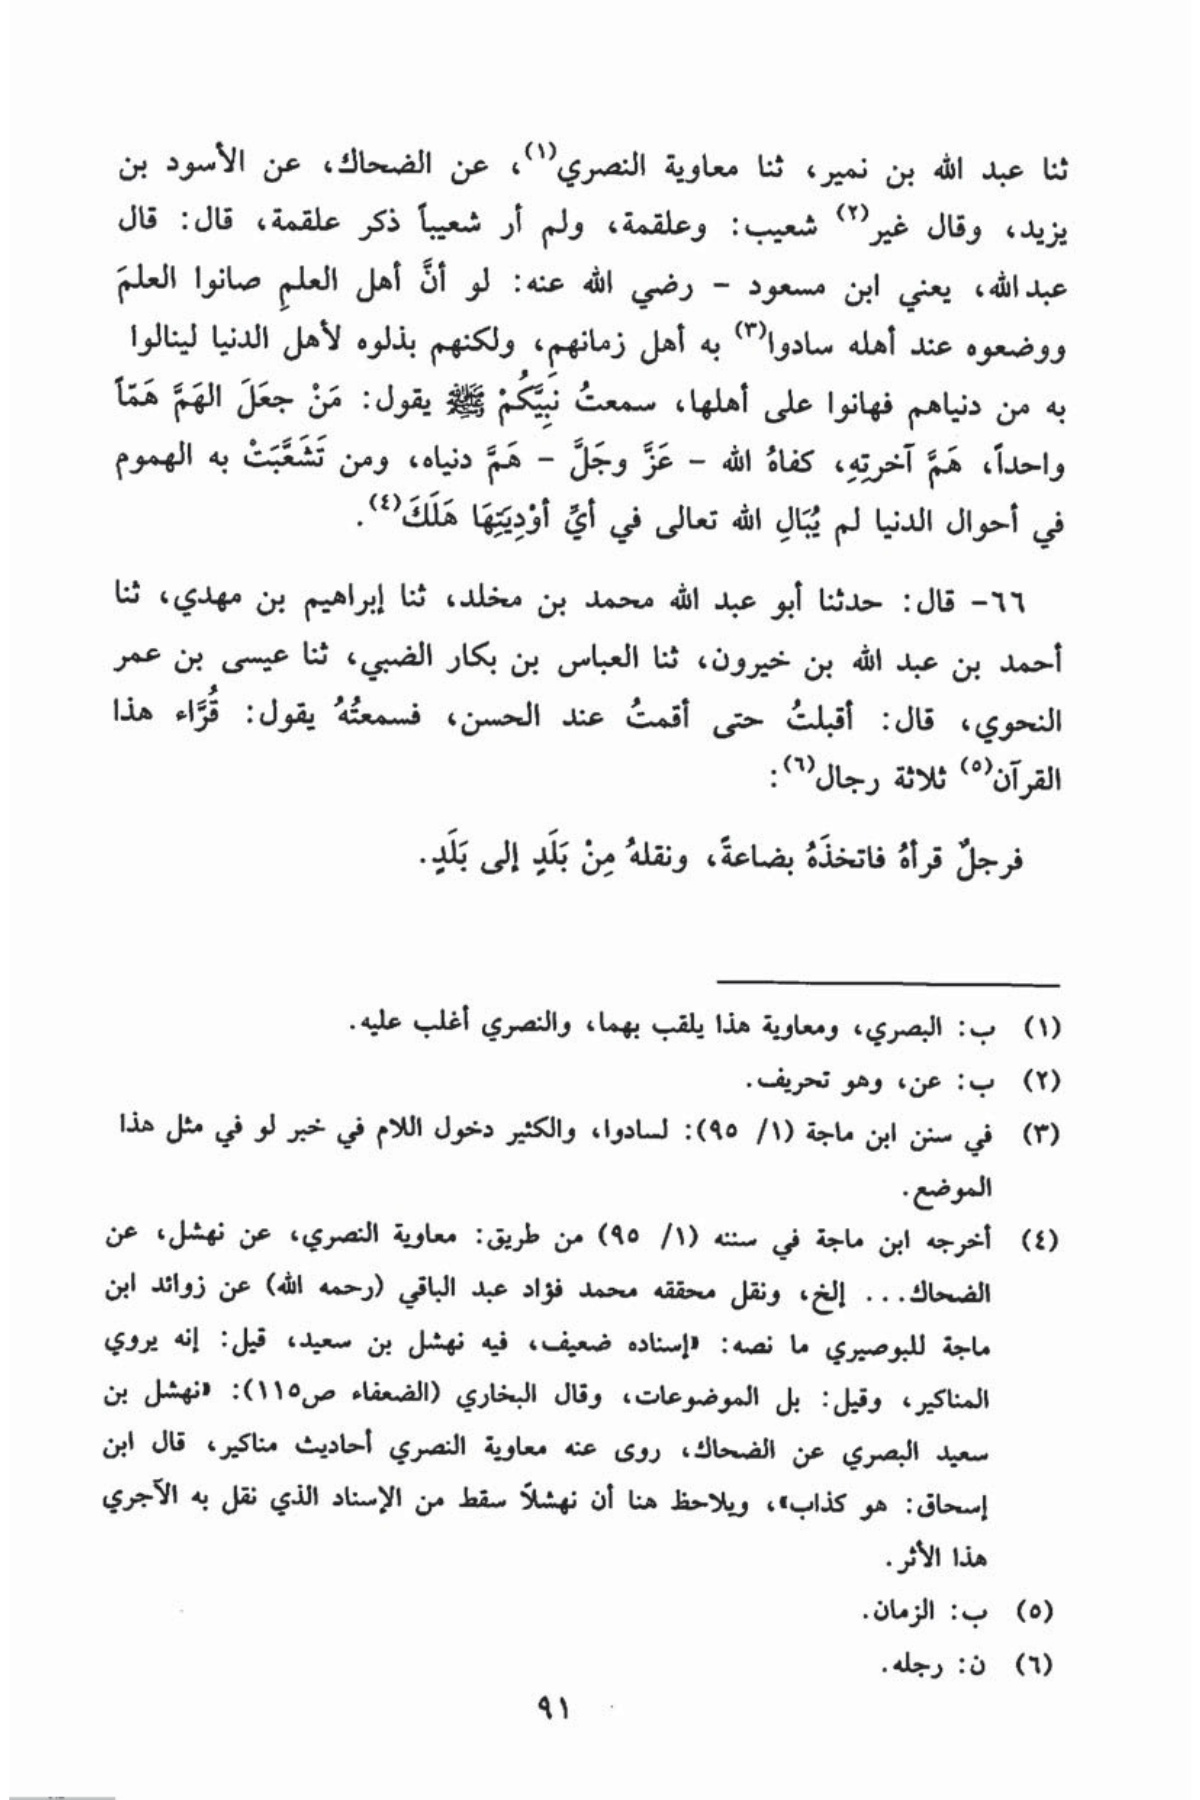 ثنا عبد الله بن نمير، ثنا معاوية النصري(١)، عن الضحاك، عن الأسود بن
يزيد، وقال غير(٢) شعيب: وعلقمة، ولم أر شعيباً ذكر علقمة، قال: قال
عبد الله، يعني ابن مسعود - رضي الله عنه: لو أنَّ أهل العلمِ صانوا العلمَ
ووضعوه عند أهله سادوا(٣) به أهل زمانهم، ولكنهم بذلوه لأهل الدنيا لينالوا
به من دنياهم فهانوا على أهلها، سمعتُ نَبِيَّكُمْ ﷺ يقول: مَنْ جعَلَ الهَمَّ هَمّاً
واحداً، هَمَّ آخرتِهِ، كفاهُ الله - عَزَّ وجَلَّ - هَمَّ دنياه، ومن تَشَعَّبَتْ به الهموم
في أحوال الدنيا لم يُبَالِ الله تعالى في أيِّ أوْدِيَتِهَا هَلَكَ(٤).
٦٦- قال: حدثنا أبو عبد الله محمد بن مخلد، ثنا إبراهيم بن مهدي، ثنا
أحمد بن عبد الله بن خيرون، ثنا العباس بن بكار الضبي، ثنا عيسى بن عمر
النحوي، قال: أقبلتُ حتى أقمتُ عند الحسن، فسمعتُهُ يقول: قُرَّاء هذا
القرآن(٥) ثلاثة رجال(٦):
فرجلٌ قرأهُ فاتخذَهُ بضاعةً، ونقلهُ مِنْ بَلَدٍ إلى بَلَدٍ.
(١) ب: البصري، ومعاوية هذا يلقب بهما، والنصري أغلب عليه.
(٢) ب: عن، وهو تحريف.
(٣) في سنن ابن ماجة (١/ ٩٥): لسادوا، والكثير دخول اللام في خبر لو في مثل هذا
الموضع.
(٤) أخرجه ابن ماجة في سننه (١/ ٩٥) من طريق: معاوية النصري، عن نهشل، عن
الضحاك... إلخ، ونقل محققه محمد فؤاد عبد الباقي (رحمه الله) عن زوائد ابن
ماجة للبوصيري ما نصه: «إسناده ضعيف، فيه نهشل بن سعيد، قيل: إنه يروي
المناكير، وقيل: بل الموضوعات، وقال البخاري (الضعفاء ص١١٥): «نهشل بن
سعيد البصري عن الضحاك، روى عنه معاوية النصري أحاديث مناكير، قال ابن
إسحاق: هو كذاب»، ويلاحظ هنا أن نهشلاً سقط من الإسناد الذي نقل به الآجري
هذا الأثر.
(٥) ب: الزمان.
(٦) ن: رجله.
٩١